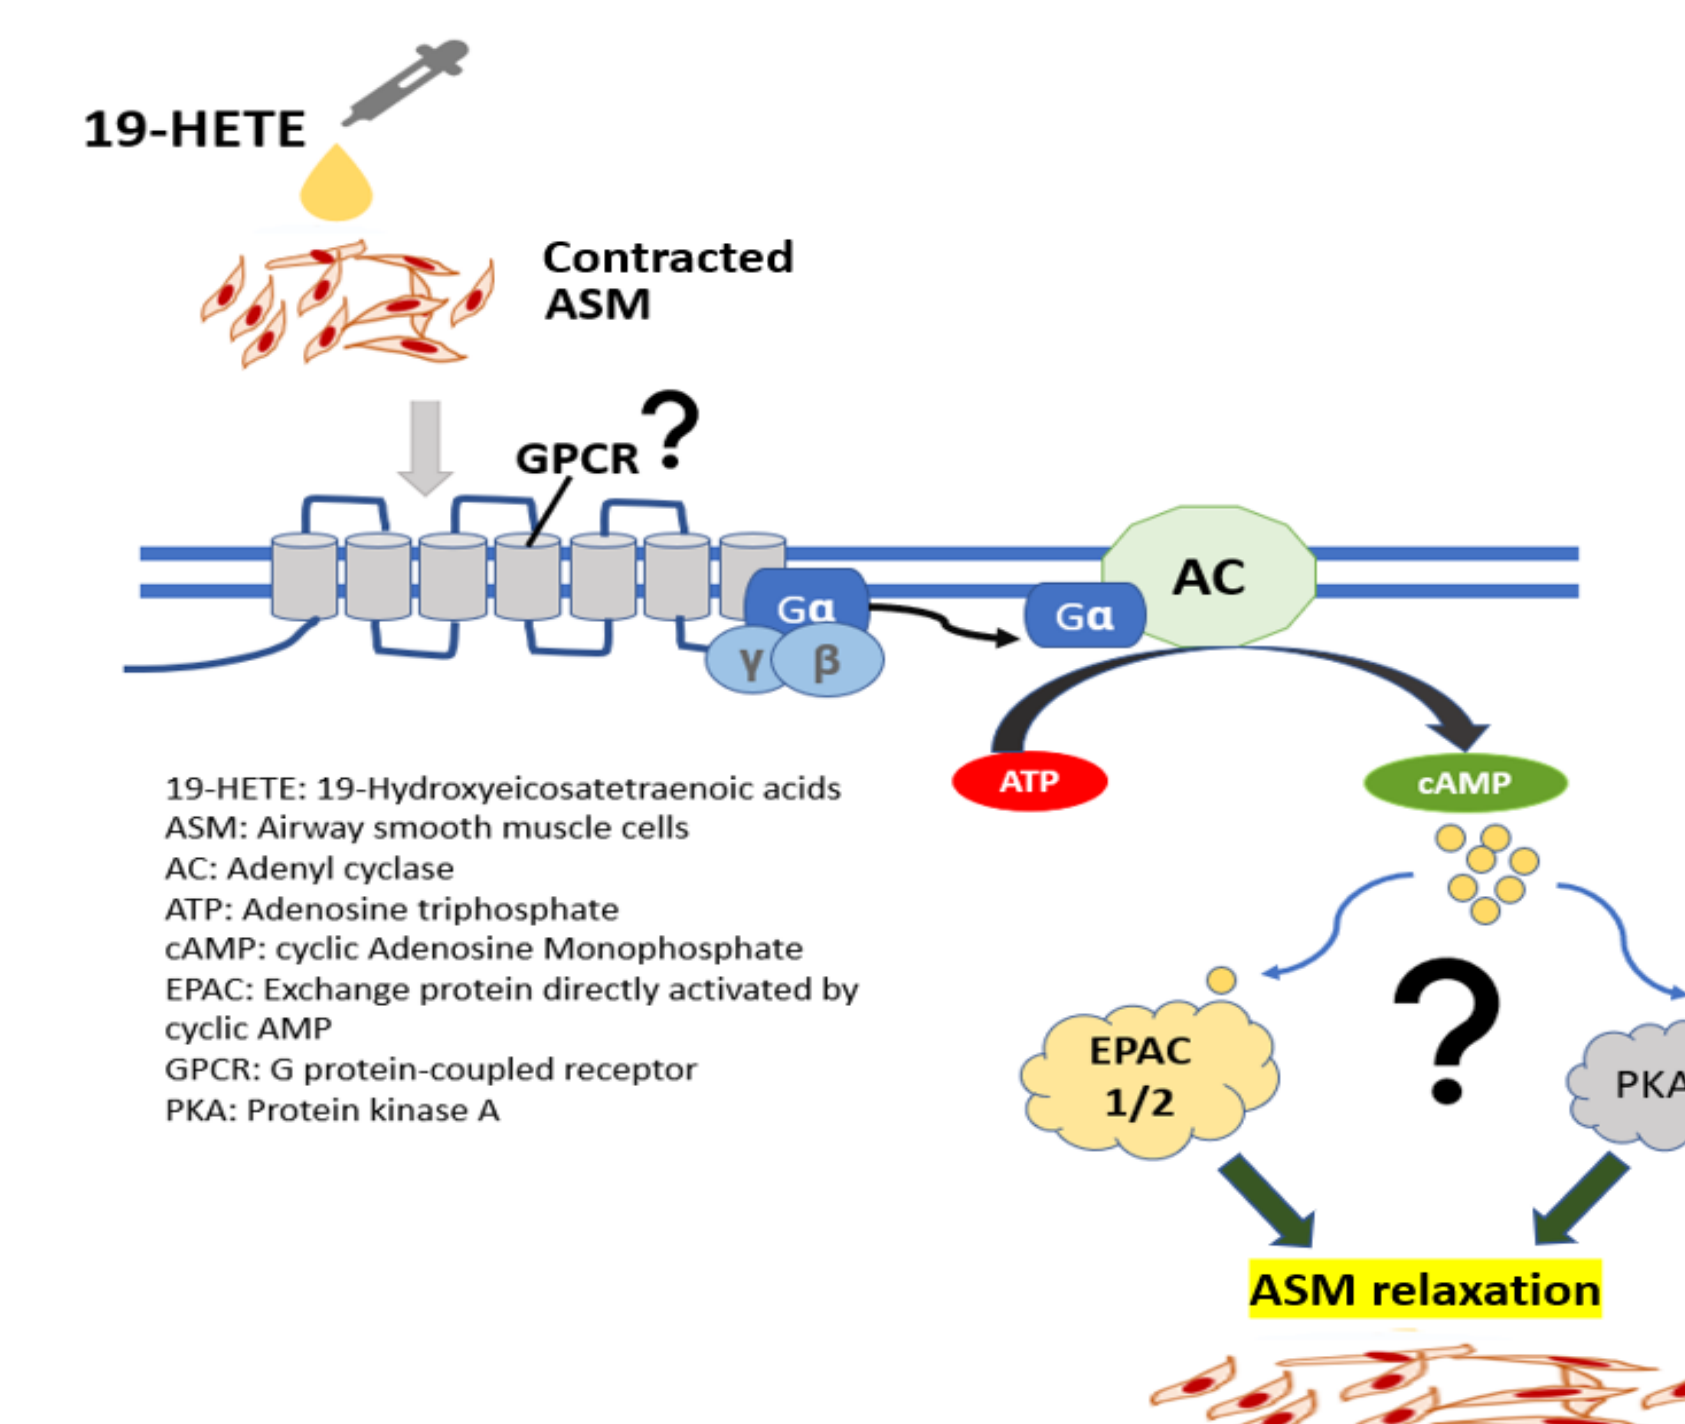 19-HETE
Contracted
ASM
GPCR ?
AC
Gα
Gα
γ
β
ATP
cAMP
19-HETE: 19-Hydroxyeicosatetraenoic acids
ASM: Airway smooth muscle cells
AC: Adenyl cyclase
ATP: Adenosine triphosphate
cAMP: cyclic Adenosine Monophosphate
EPAC: Exchange protein directly activated by
cyclic AMP
GPCR: G protein-coupled receptor
PKA: Protein kinase A
?
EPAC
1/2
PKA
ASM relaxation